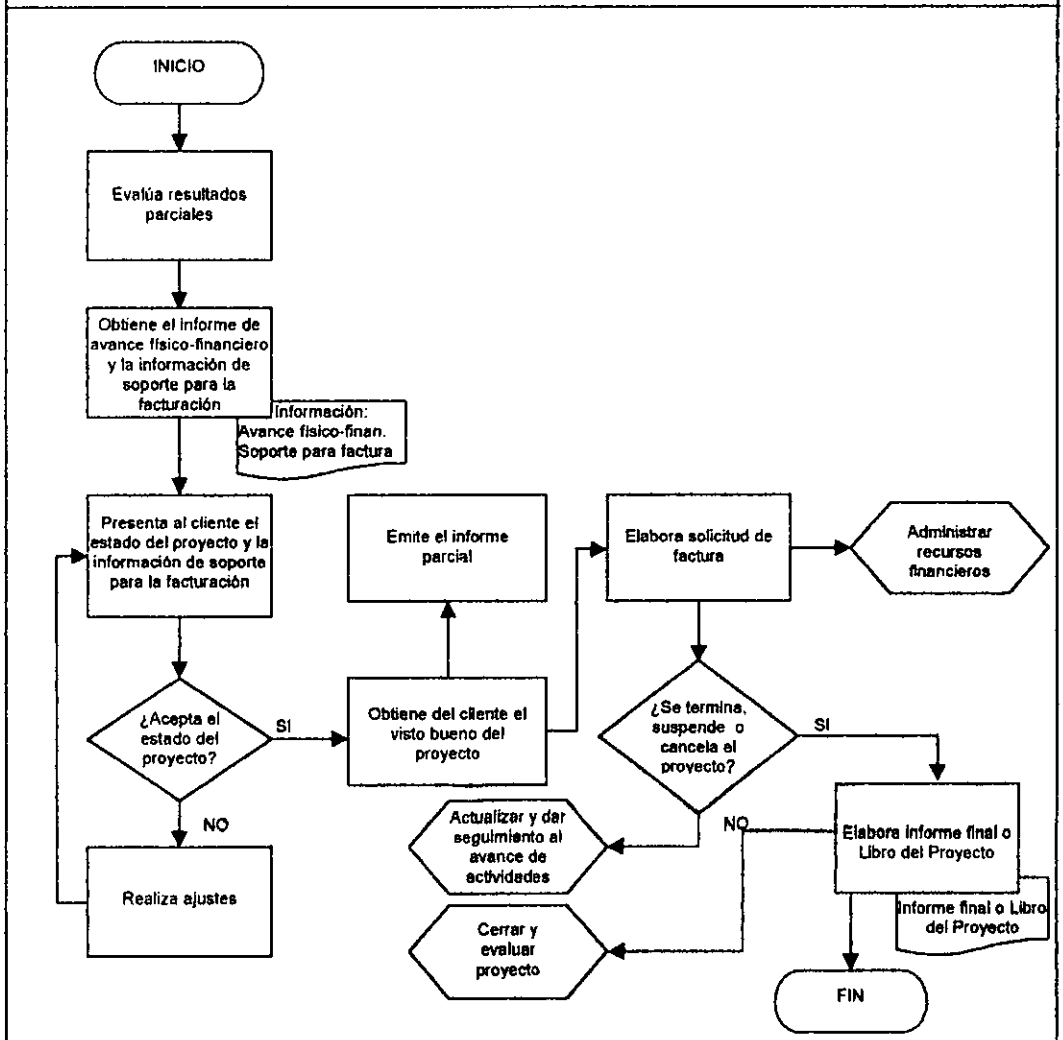 INICIO
Evalúa resultados
parciales
Obtiene el informe de
avance físico-financiero
y la información de
soporte para la
facturación
Información:
Avance físico-finan.
Soporte para factura
Presenta al cliente el
estado del proyecto y la
información de soporte
para la facturación
Emite el informe
parcial
Elabora solicitud de
factura
Administrar
recursos
financieros
¿Acepta el
estado del
proyecto?
SI
Obtiene del cliente el
visto bueno del
proyecto
¿Se termina,
suspende o
cancela el
proyecto?
SI
NO
Realiza ajustes
Actualizar y dar
seguimiento al
avance de
actividades
NO
Elabora informe final o
Libro del Proyecto
Informe final o Libro
del Proyecto
Cerrar y
evaluar
proyecto
FIN